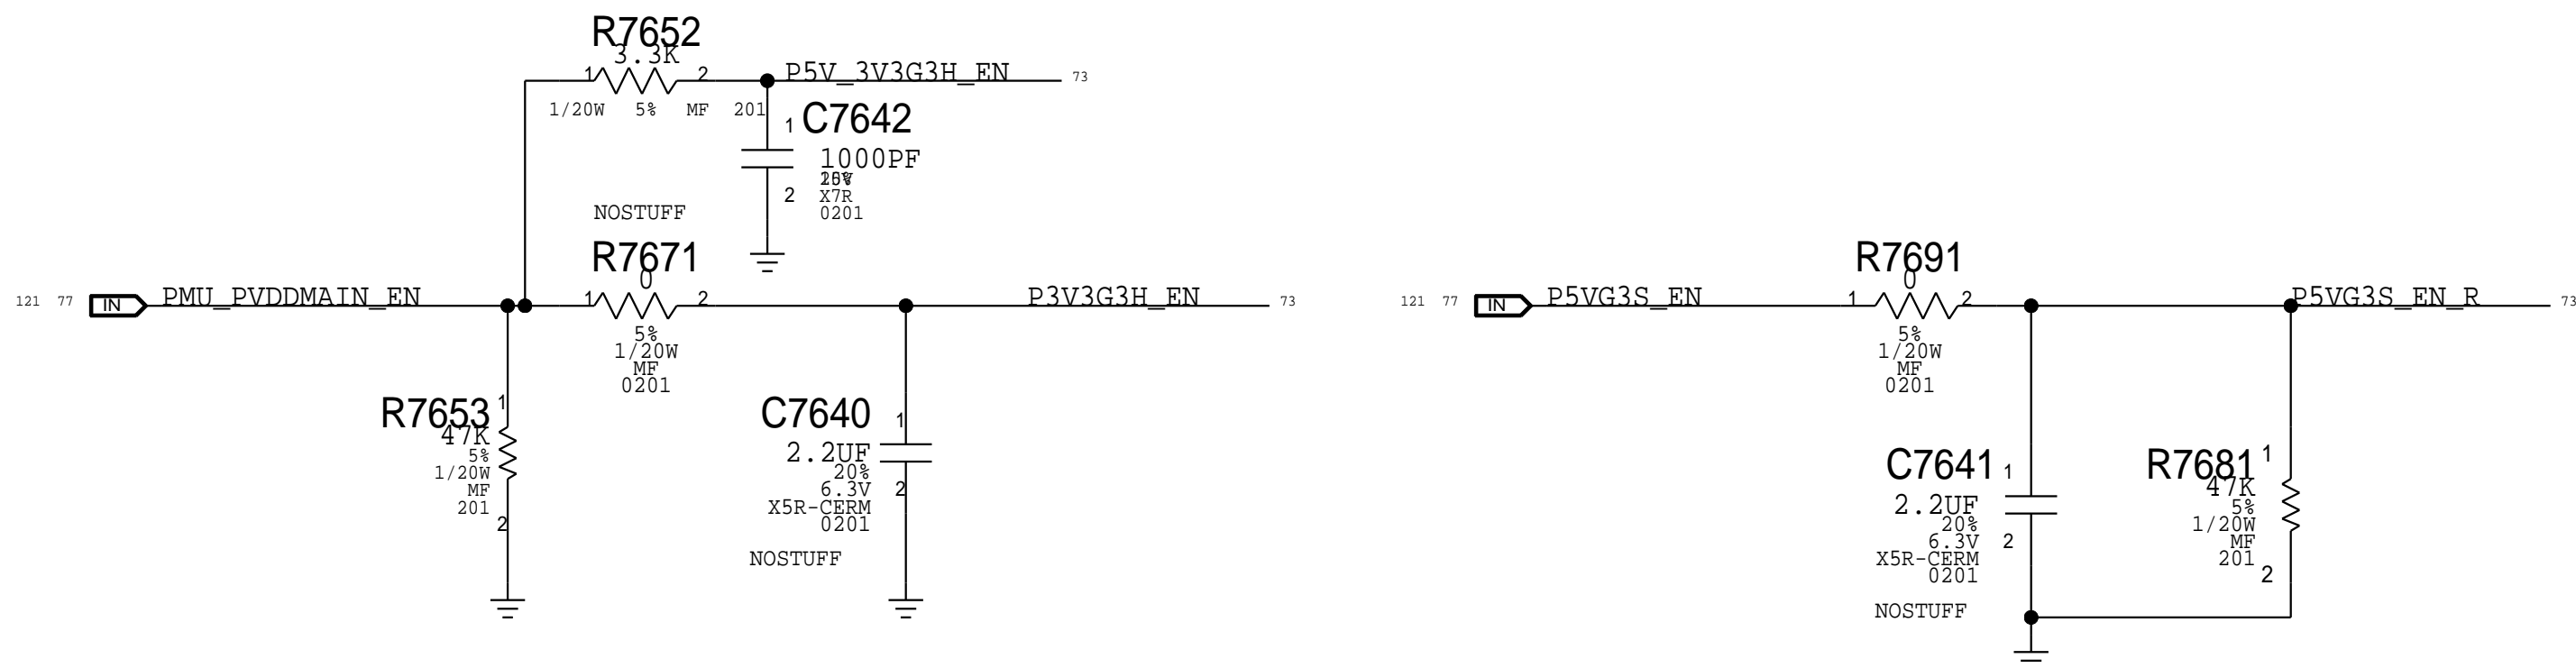 R7652
3.3K
1 2
P5V_3V3G3H_EN 73
1/20W 5% MF 201
1 C7642
1000PF
X7R
2
0201
NOSTUFF
R7671
0
121 77 IN PMU_PVDDMAIN_EN
1 2
P3V3G3H_EN 73
5%
1/20W
MF
0201
R7653 1
47K
5%
1/20W
MF
201
2
C7640 1
2.2UF
20%
6.3V
2
X5R-CERM
0201
NOSTUFF
R7691
0
121 77 IN P5VG3S_EN
1 2
P5VG3S_EN_R 73
5%
1/20W
MF
0201
C7641 1
2.2UF
20%
6.3V
2
X5R-CERM
0201
NOSTUFF
R7681 1
47K
5%
1/20W
MF
201
2